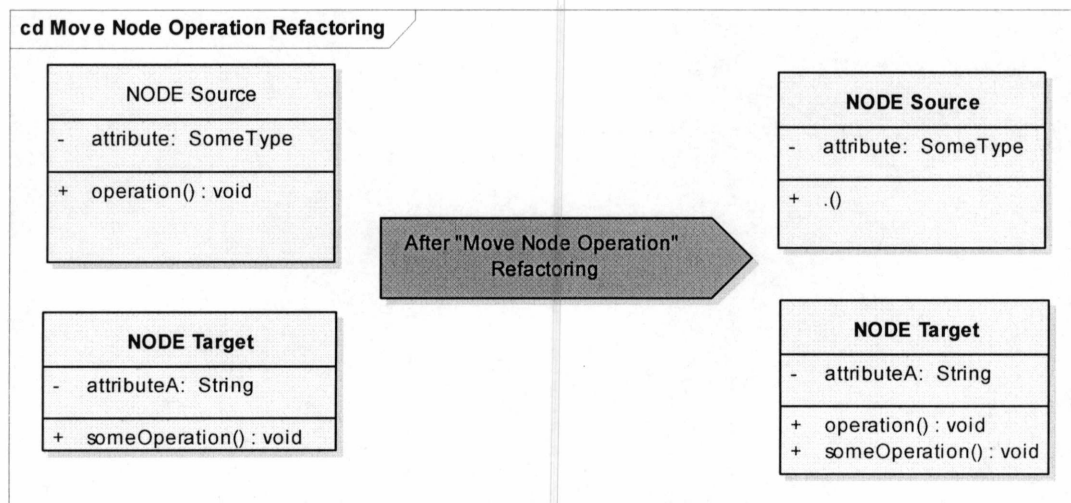 cd Move Node Operation Refactoring
NODE Source
- attribute: SomeType
+ operation() : void
NODE Target
- attributeA: String
+ someOperation() : void
After "Move Node Operation"
Refactoring
NODE Source
- attribute: SomeType
+ .()
NODE Target
- attributeA: String
+ operation() : void
+ someOperation() : void